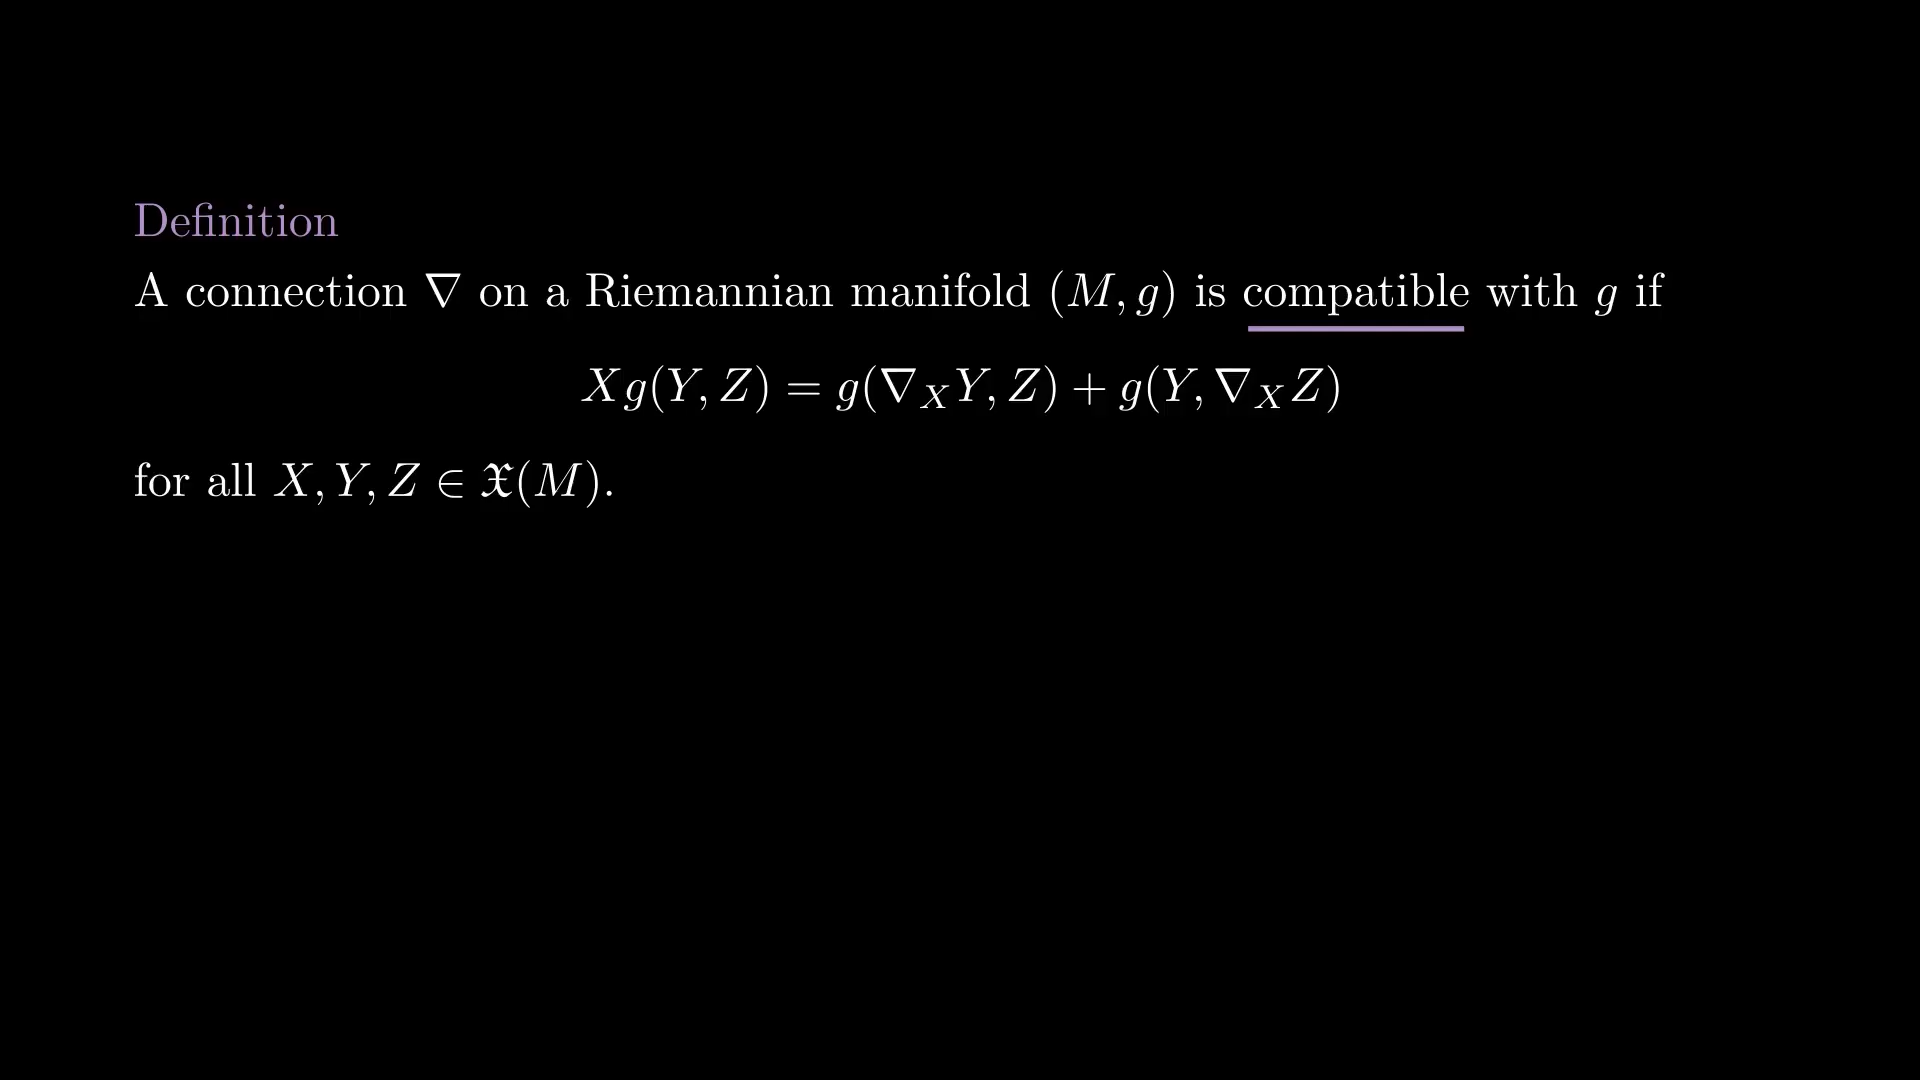 Definition
A connection ∇ on a Riemannian manifold (M, g) is compatible with g if
Xg(Y, Z) = g(∇_X Y, Z) + g(Y, ∇_X Z)
for all X, Y, Z ∈ 𝔛(M).